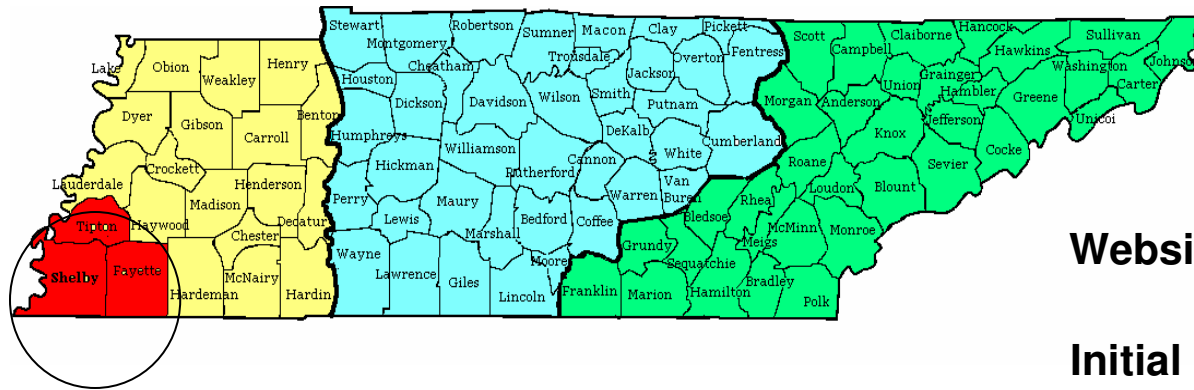 Stewart Robertson Sumner Macon Clay Pickett
Montgomery Trousdale Overton Fentress
Scott Campbell Claiborne Hancock Hawkins Sullivan
Lake Obion Weakley Henry
Houston Cheatham Jackson
Union Grainger Hambler Washington Johnson
Carter Greene Unicoi
Dyer Gibson Carroll Benton
Dickson Davidson Wilson Smith Putnam
Morgan Anderson Jefferson
Humphreys Williamson DeKalb White Cumberland
Knox Cocke
Crockett Hickman Rutherford Cannon
Roane Sevier
Lauderdale Madison Henderson Decatur
Perry Maury Warren Van Buren
Rhea Loudon Blount
Tipton Haywood Chester
Lewis Marshall Bedford Coffee
Bledsoe McMinn Monroe
Shelby Fayette Hardeman McNairy Hardin
Wayne Lawrence Giles Lincoln Moore
Grundy Sequatchie Meigs
Franklin Marion Hamilton Bradley Polk
Websi
Initial